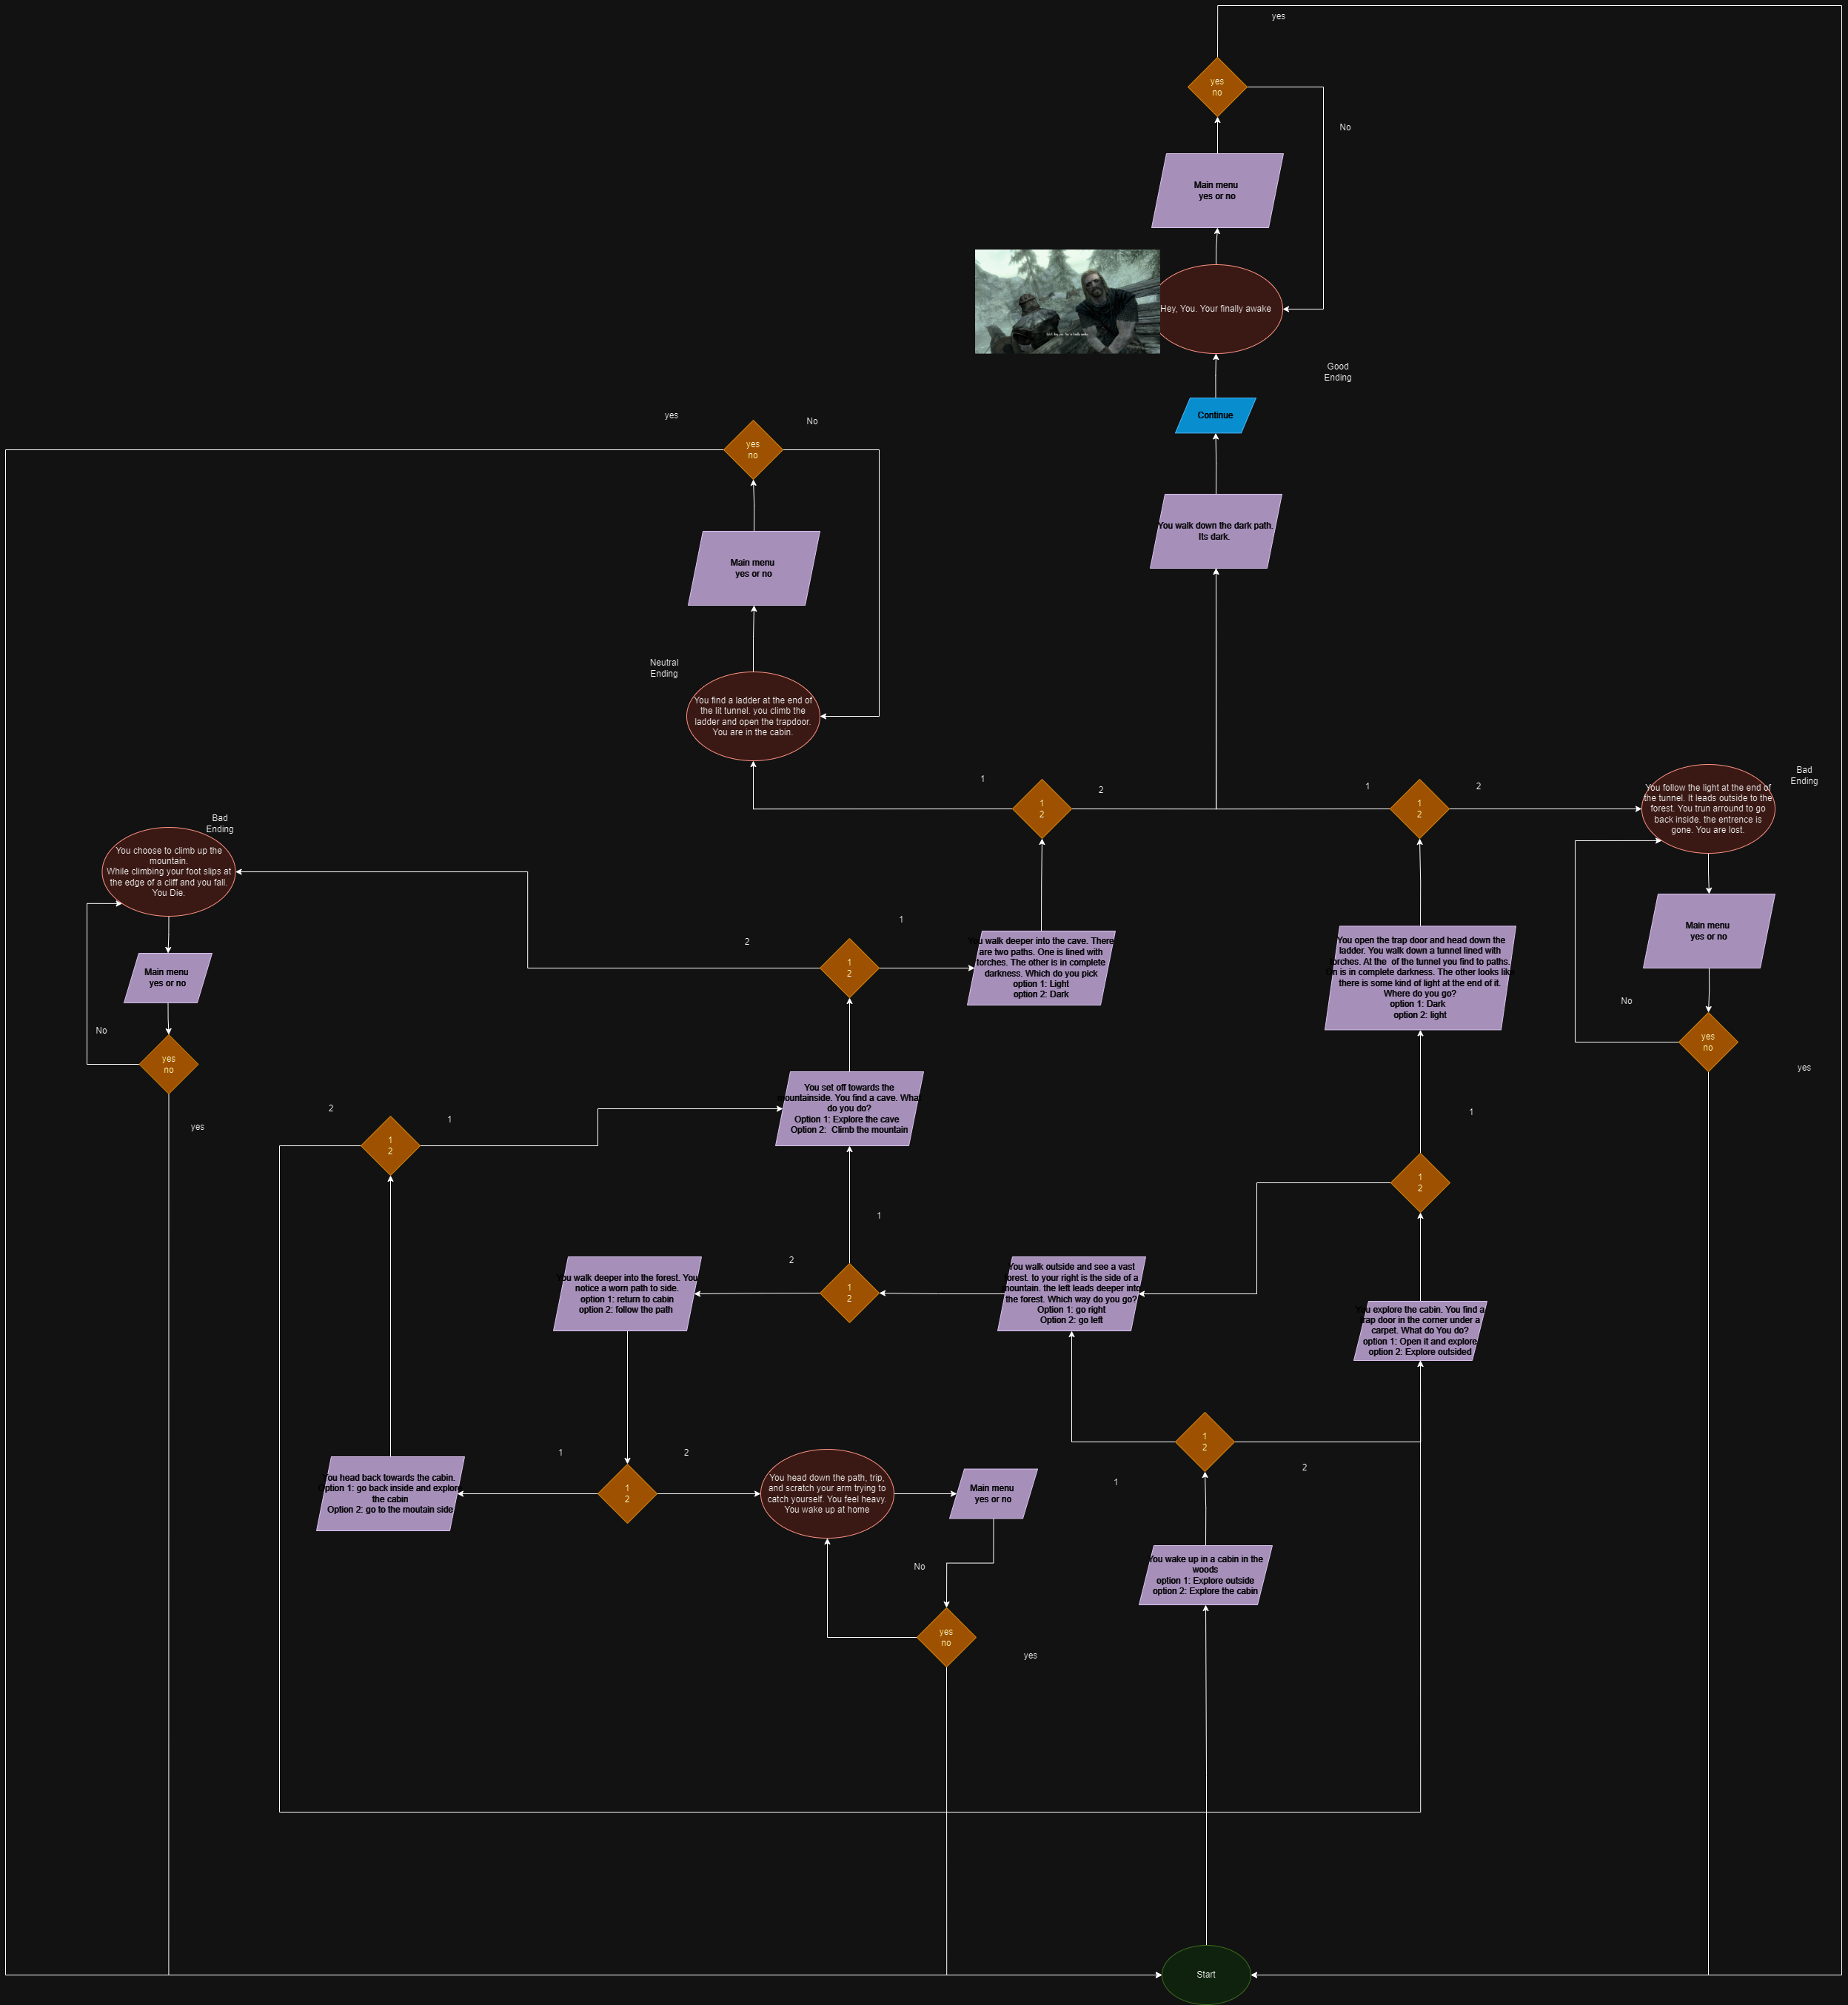 yes
yes
no
No
Main menu
yes or no
Hey, You. Your finally awake
Good
Ending
Continue
yes
No
yes
no
You walk down the dark path.
Its dark.
Main menu
yes or no
Neutral
Ending
You find a ladder at the end of
the lit tunnel. you climb the
ladder and open the trapdoor.
You are in the cabin.
1
2
1
2
1
2
1
2
Bad
Ending
You follow the light at the end of
the tunnel. It leads outside to the
forest. You trun arround to go
back inside. the entrence is
gone. You are lost.
Bad
Ending
You choose to climb up the
mountain.
While climbing your foot slips at
the edge of a cliff and you fall.
You Die.
Main menu
yes or no
No
yes
no
yes
2
1
1
2
You walk deeper into the cave. There
are two paths. One is lined with
torches. The other is in complete
darkness. Which do you pick
option 1: Light
option 2: Dark
You open the trap door and head down the
ladder. You walk down a tunnel lined with
torches. At the  of the tunnel you find to paths.
On is in complete darkness. The other looks like
there is some kind of light at the end of it.
Where do you go?
option 1: Dark
option 2: light
Main menu
yes or no
No
yes
no
yes
You set off towards the
mountainside. You find a cave. What
do you do?
Option 1: Explore the cave
Option 2:  Climb the mountain
2
1
1
2
1
1
2
1
2
1
2
You walk deeper into the forest. You
notice a worn path to side.
option 1: return to cabin
option 2: follow the path
You walk outside and see a vast
forest. to your right is the side of a
mountain. the left leads deeper into
the forest. Which way do you go?
Option 1: go right
Option 2: go left
You explore the cabin. You find a
trap door in the corner under a
carpet. What do You do?
option 1: Open it and explore
option 2: Explore outsided
1
2
1
2
You head back towards the cabin.
Option 1: go back inside and explore
the cabin
Option 2: go to the moutain side
1
2
1
2
You head down the path, trip,
and scratch your arm trying to
catch yourself. You feel heavy.
You wake up at home
Main menu
yes or no
No
yes
no
yes
You wake up in a cabin in the
woods
option 1: Explore outside
option 2: Explore the cabin
Start